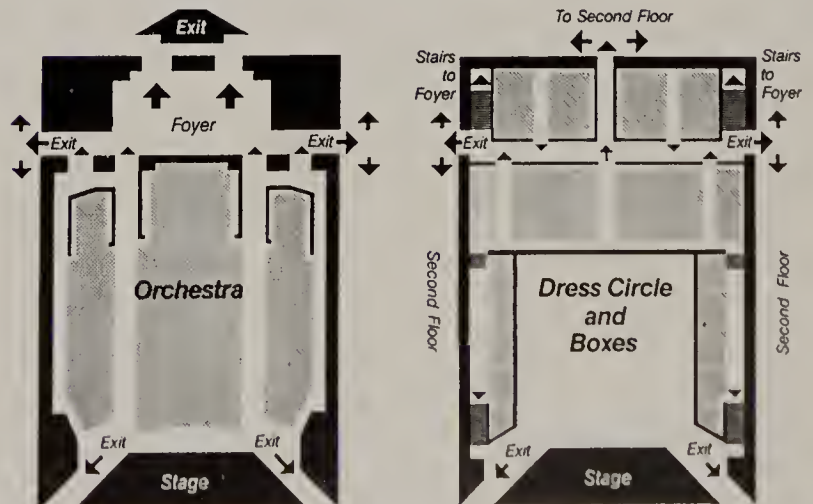 Exit
Foyer
Exit
Exit
Orchestra
Exit
Exit
Stage
To Second Floor
Stairs
to
Foyer
Stairs
to
Foyer
Exit
Exit
Second Floor
Dress Circle
and
Boxes
Second Floor
Exit
Exit
Stage